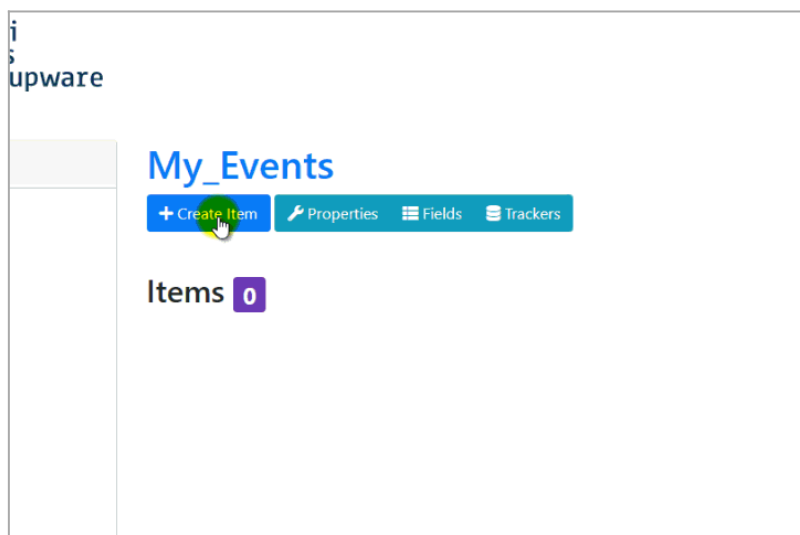 i
s
upware
My_Events
Create Item Properties Fields Trackers
Items 0